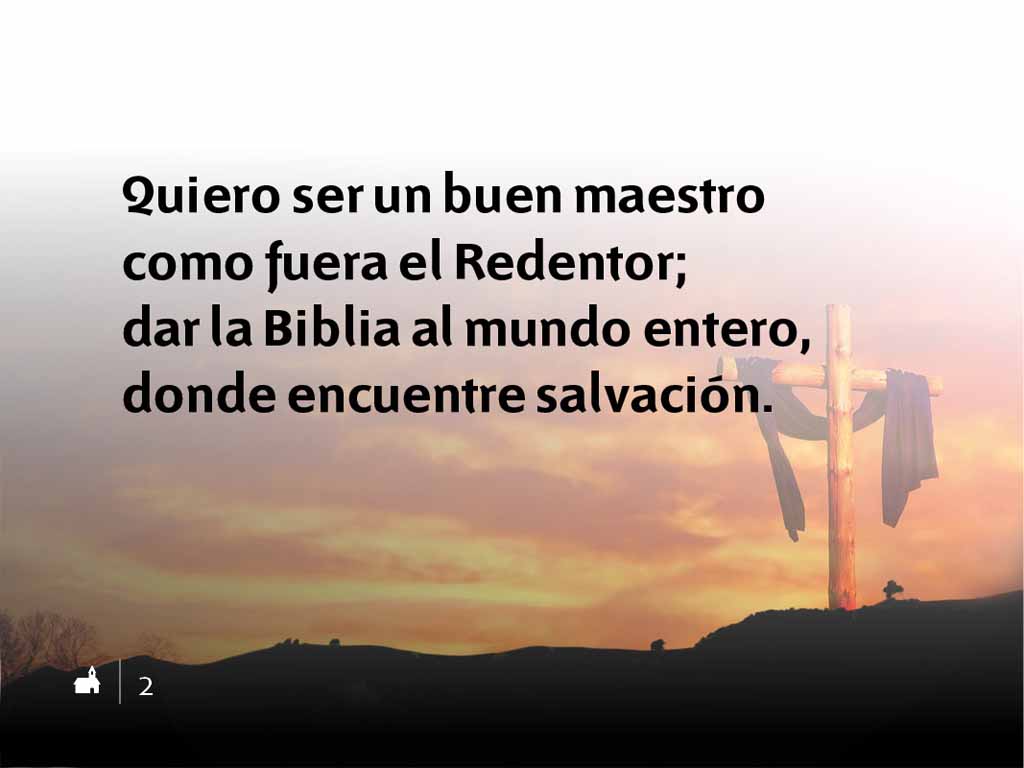 Quiero ser un buen maestro
como fuera el Redentor;
dar la Biblia al mundo entero,
donde encuentre salvación.
2